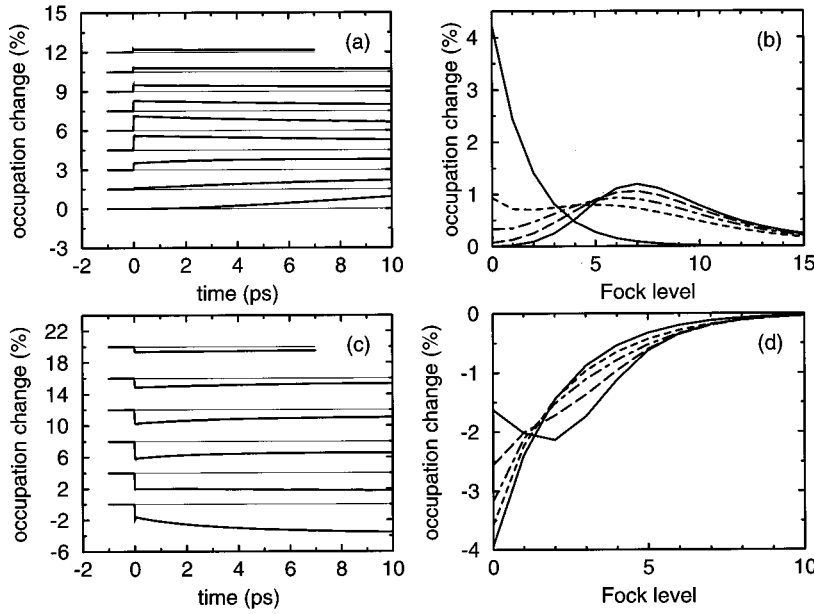 occupation change (%)
15
12
9
6
3
0
-3
(a)
-2 0 2 4 6 8 10
time (ps)
occupation change (%)
5
4
3
2
1
0
(b)
0 5 10 15
Fock level
occupation change (%)
22
18
14
10
6
2
-2
-6
(c)
-2 0 2 4 6 8 10
time (ps)
occupation change (%)
0
-1
-2
-3
-4
(d)
0 5 10
Fock level